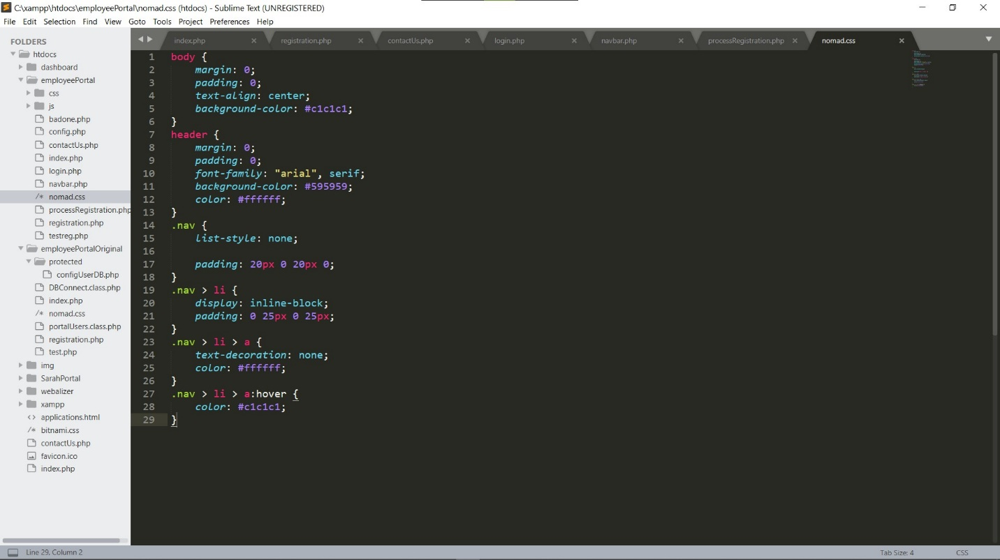 C:\xampp\htdocs\employeePortal\nomad.css (htdocs) - Sublime Text (UNREGISTERED)
File Edit Selection Find View Goto Tools Project Preferences Help
FOLDERS
htdocs
dashboard
employeePortal
css
js
badone.php
config.php
contactUs.php
index.php
login.php
navbar.php
/* nomad.css
processRegistration.php
registration.php
testreg.php
employeePortalOriginal
protected
configUserDB.php
DBConnect.class.php
index.php
/* nomad.css
portalUsers.class.php
registration.php
test.php
img
SarahPortal
webalizer
xampp
<> applications.html
/* bitnami.css
contactUs.php
favicon.ico
index.php
index.php × registration.php × contactUs.php × login.php × navbar.php × processRegistration.php × nomad.css ×
1 body {
2     margin: 0;
3     padding: 0;
4     text-align: center;
5     background-color: #c1c1c1;
6 }
7 header {
8     margin: 0;
9     padding: 0;
10     font-family: "arial", serif;
11     background-color: #595959;
12     color: #ffffff;
13 }
14 .nav {
15     list-style: none;
16
17     padding: 20px 0 20px 0;
18 }
19 .nav > li {
20     display: inline-block;
21     padding: 0 25px 0 25px;
22 }
23 .nav > li > a {
24     text-decoration: none;
25     color: #ffffff;
26 }
27 .nav > li > a:hover {
28     color: #c1c1c1;
29 }
Line 29, Column 2
Tab Size: 4
CSS